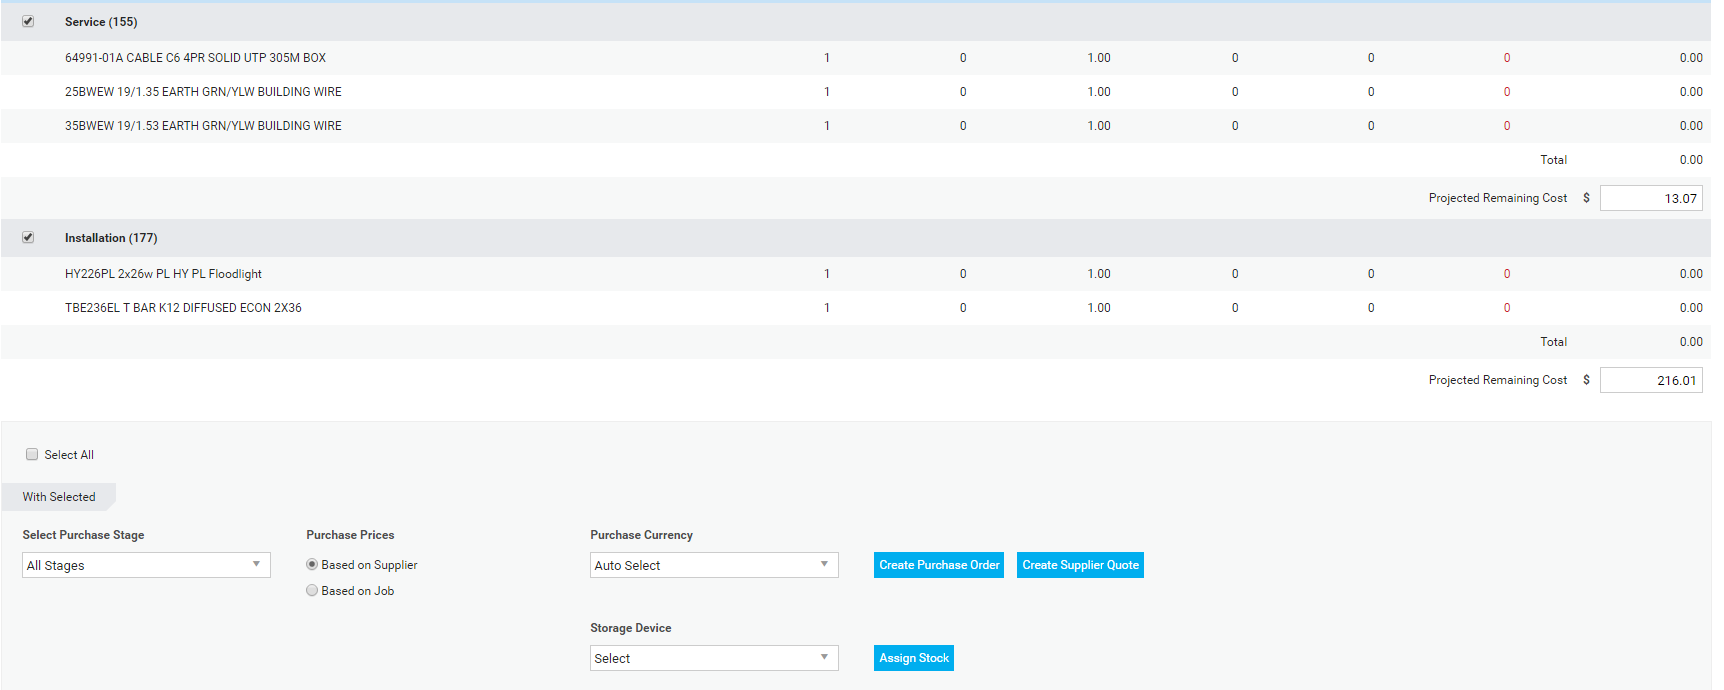 Service (155)
64991-01A CABLE C6 4PR SOLID UTP 305M BOX 1 0 1.00 0 0 0 0.00
25BWEW 19/1.35 EARTH GRN/YLW BUILDING WIRE 1 0 1.00 0 0 0 0.00
35BWEW 19/1.53 EARTH GRN/YLW BUILDING WIRE 1 0 1.00 0 0 0 0.00
Total 0.00
Projected Remaining Cost $ 13.07
Installation (177)
HY226PL 2x26w PL HY PL Floodlight 1 0 1.00 0 0 0 0.00
TBE236EL T BAR K12 DIFFUSED ECON 2X36 1 0 1.00 0 0 0 0.00
Total 0.00
Projected Remaining Cost $ 216.01
Select All
With Selected
Select Purchase Stage Purchase Prices Purchase Currency
All Stages Based on Supplier Auto Select Create Purchase Order Create Supplier Quote
Based on Job
Storage Device
Select Assign Stock